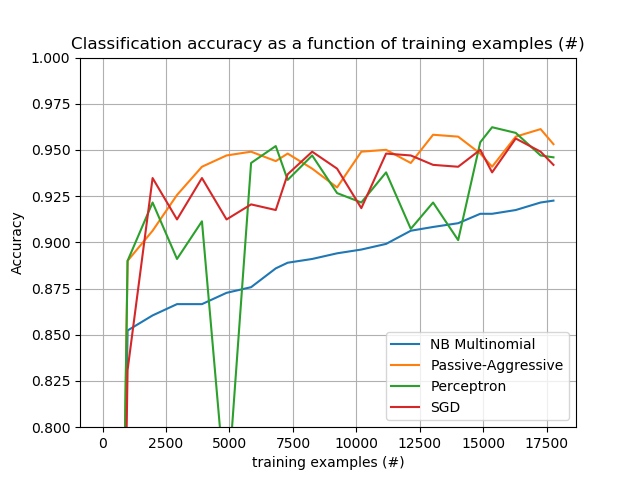 Classification accuracy as a function of training examples (#)
1.000
0.975
0.950
0.925
0.900
0.875
0.850
0.825
0.800
Accuracy
NB Multinomial
Passive-Aggressive
Perceptron
SGD
0 2500 5000 7500 10000 12500 15000 17500
training examples (#)